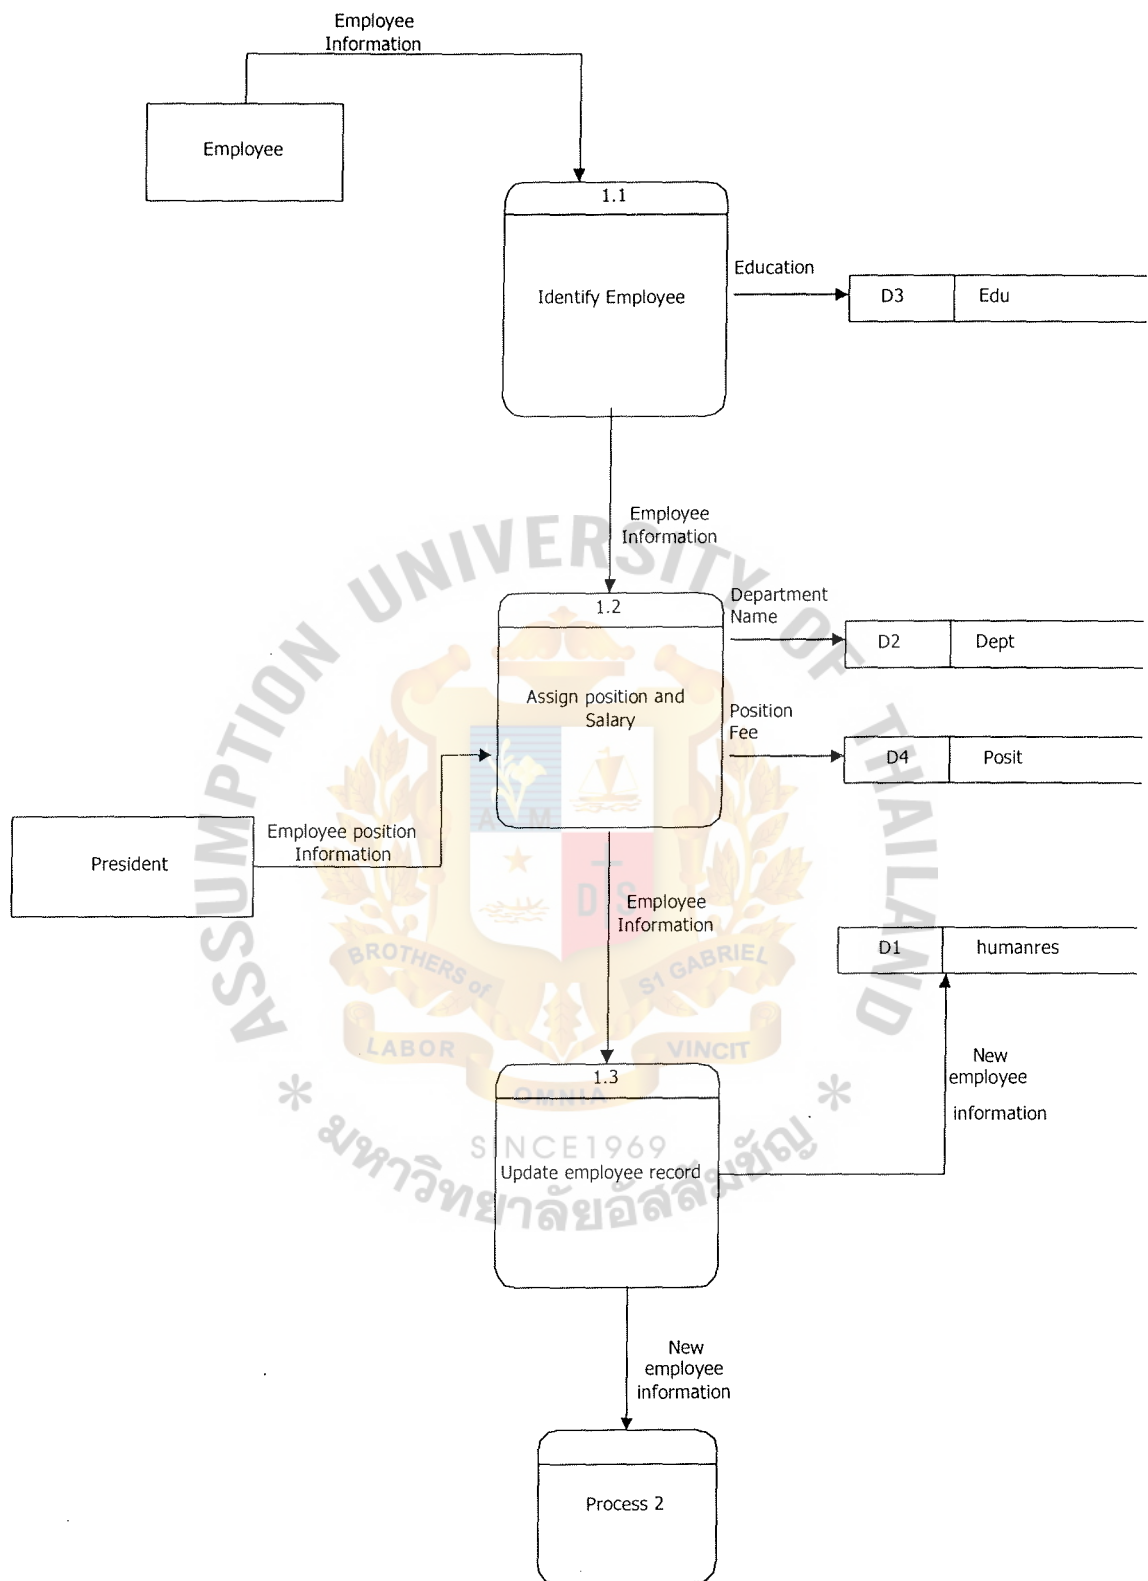 Employee
Information
Employee
1.1
Identify Employee
Education
D3 Edu
Employee
Information
1.2
Assign position and
Salary
Department
Name
D2 Dept
Position
Fee
D4 Posit
President
Employee position
Information
Employee
Information
D1 humanres
New
employee
information
1.3
Update employee record
New
employee
information
Process 2
ASSUMPTION UNIVERSITY OF THAILAND
A M
D S
BROTHERS of S1 GABRIEL
LABOR
OMNIA
VINCIT
SINCE1969
มหาวิทยาลัยอัสสัมชัญ